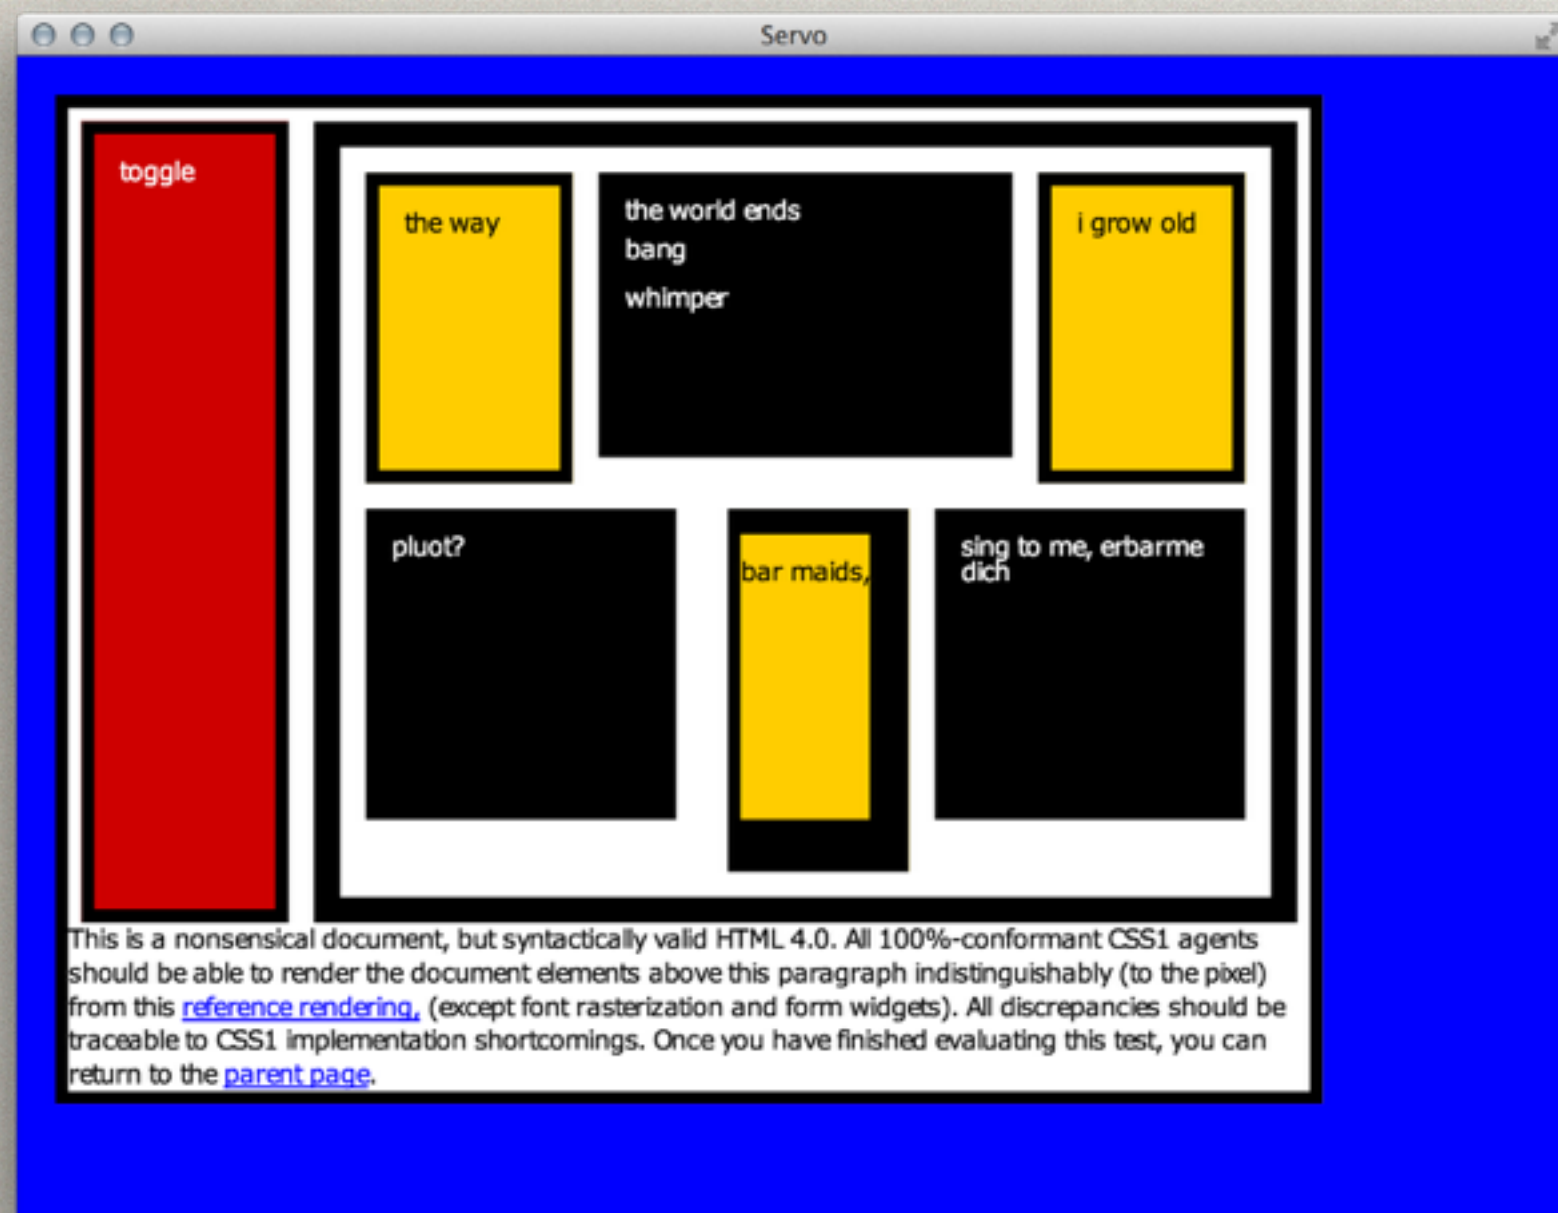 Servo
toggle
the way
the world ends
bang
whimper
i grow old
pluot?
bar maids,
sing to me, erbarme
dich
This is a nonsensical document, but syntactically valid HTML 4.0. All 100%-conformant CSS1 agents
should be able to render the document elements above this paragraph indistinguishably (to the pixel)
from this reference rendering, (except font rasterization and form widgets). All discrepancies should be
traceable to CSS1 implementation shortcomings. Once you have finished evaluating this test, you can
return to the parent page.